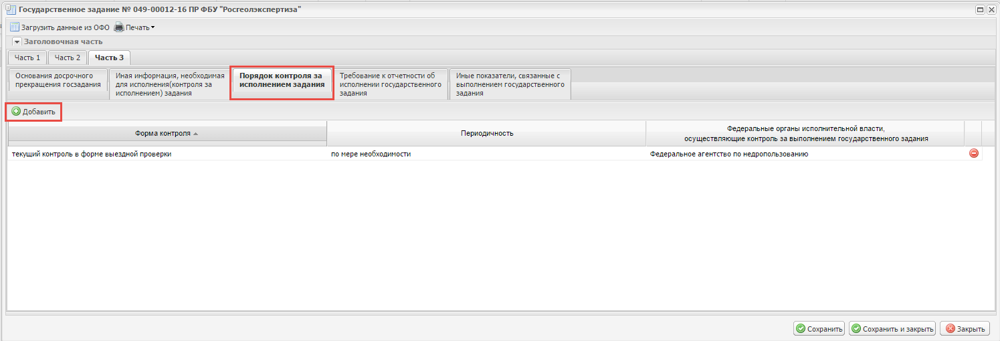 Государственное задание № 049-00012-16 ПР ФБУ "Росгеолэкспертиза"
Загрузить данные из ОФО Печать
Заголовочная часть
Часть 1 Часть 2 Часть 3
Основания досрочного
прекращения госзадания
Иная информация, необходимая
для исполнения(контроля за
исполнением) задания
Порядок контроля за
исполнением задания
Требование к отчетности об
исполнении государственного
задания
Иные показатели, связанные с
выполнением государственного
задания
Добавить
Форма контроля
Периодичность
Федеральные органы исполнительной власти,
осуществляющие контроль за выполнением государственного задания
текущий контроль в форме выездной проверки
по мере необходимости
Федеральное агентство по недропользованию
Сохранить Сохранить и закрыть Закрыть